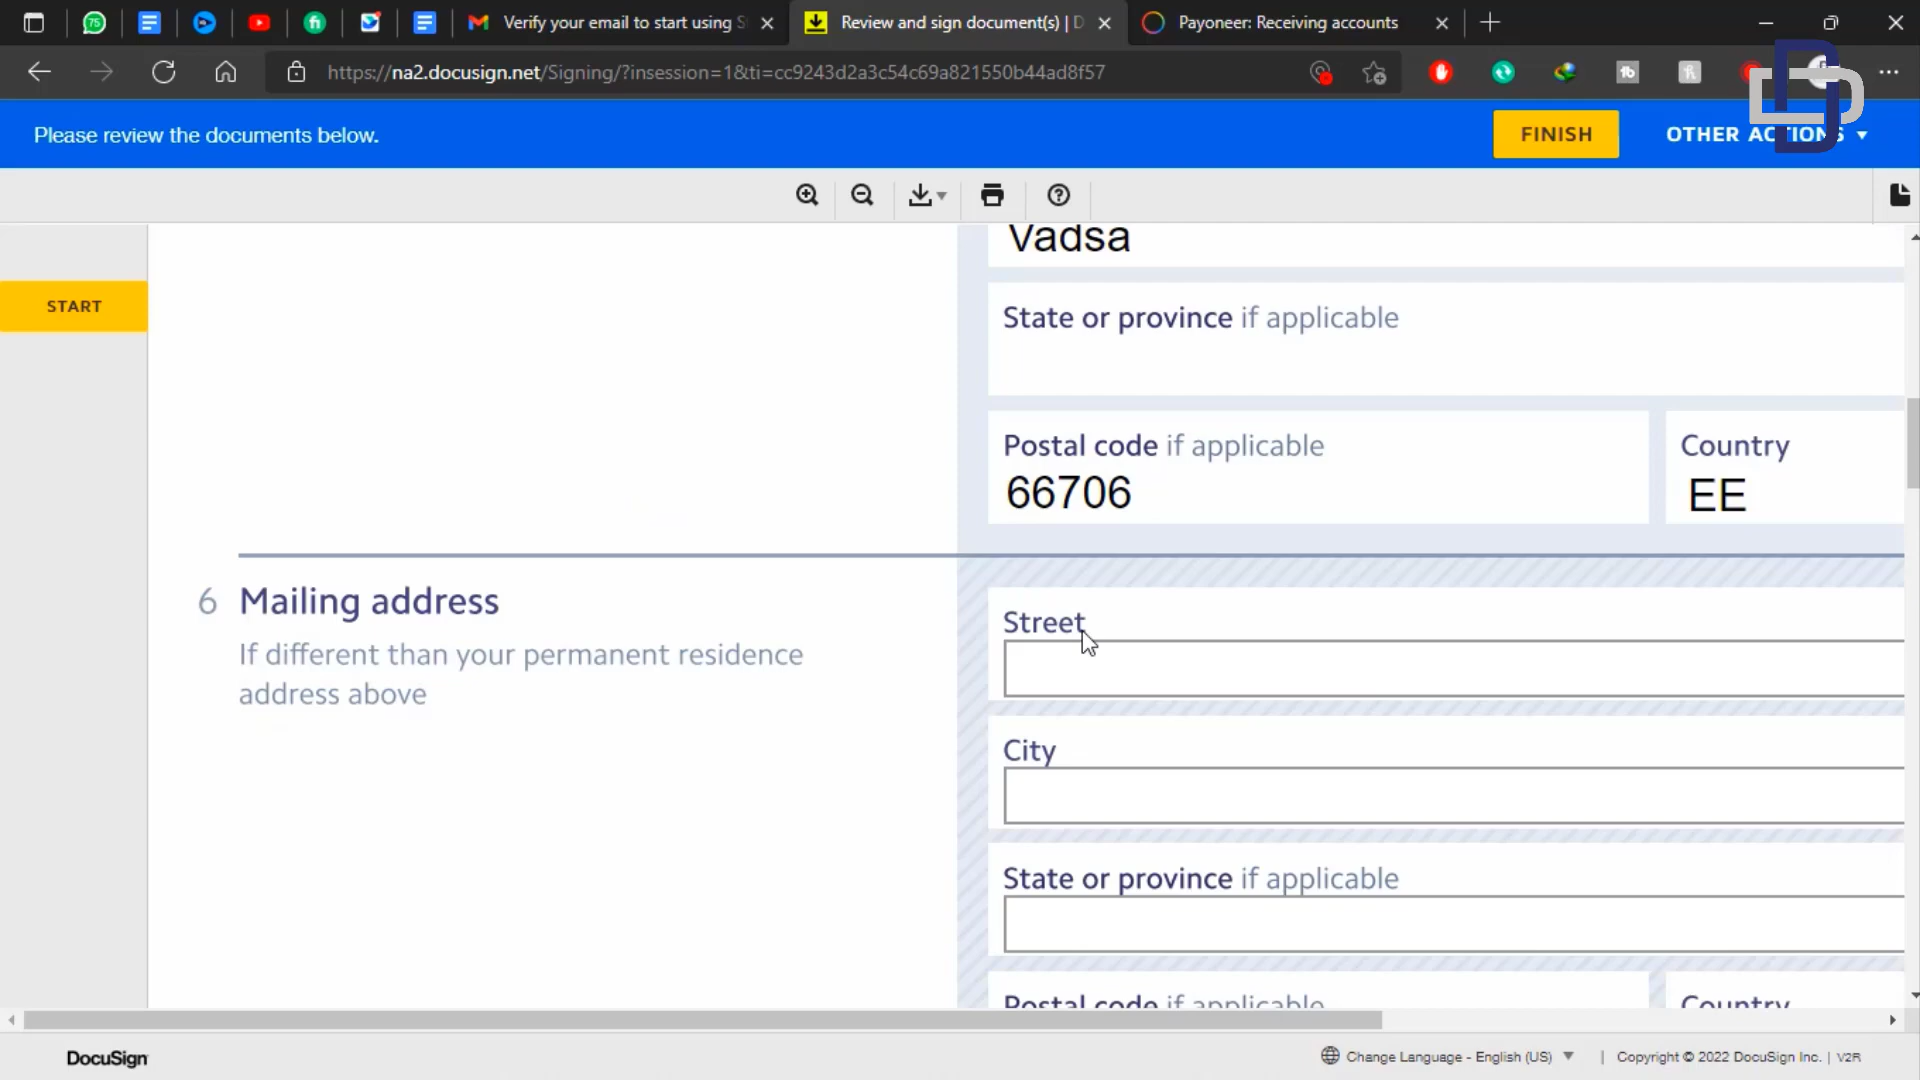 75
Verify your email to start using S
Review and sign document(s) | D
Payoneer: Receiving accounts
https://na2.docusign.net/Signing/?insession=1&ti=cc9243d2a3c54c69a821550b44ad8f57
Please review the documents below.
FINISH
OTHER ACTIONS
START
Vadsa
State or province if applicable
Postal code if applicable
Country
66706
EE
6 Mailing address
If different than your permanent residence
address above
Street
City
State or province if applicable
Postal code if applicable
Country
DocuSign
Change Language - English (US)
| Copyright © 2022 DocuSign Inc. | V2R